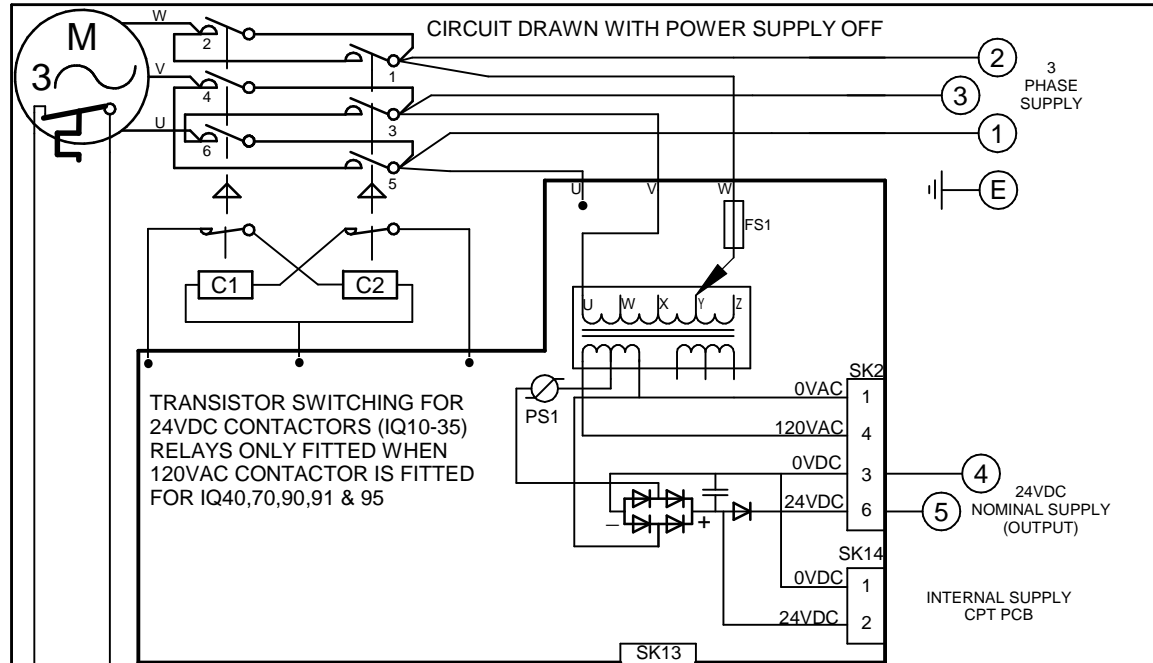 CIRCUIT DRAWN WITH POWER SUPPLY OFF
M
3
W
V
U
2
4
6
1
3
5
2
3
1
3
PHASE
SUPPLY
E
U
V
W
FS1
C1
C2
U
W
X
Y
Z
PS1
TRANSISTOR SWITCHING FOR
24VDC CONTACTORS (IQ10-35)
RELAYS ONLY FITTED WHEN
120VAC CONTACTOR IS FITTED
FOR IQ40,70,90,91 & 95
SK2
0VAC 1
120VAC 4
0VDC 3
24VDC 6
4
5
24VDC
NOMINAL SUPPLY
(OUTPUT)
– +
SK14
0VDC 1
24VDC 2
INTERNAL SUPPLY
CPT PCB
SK13